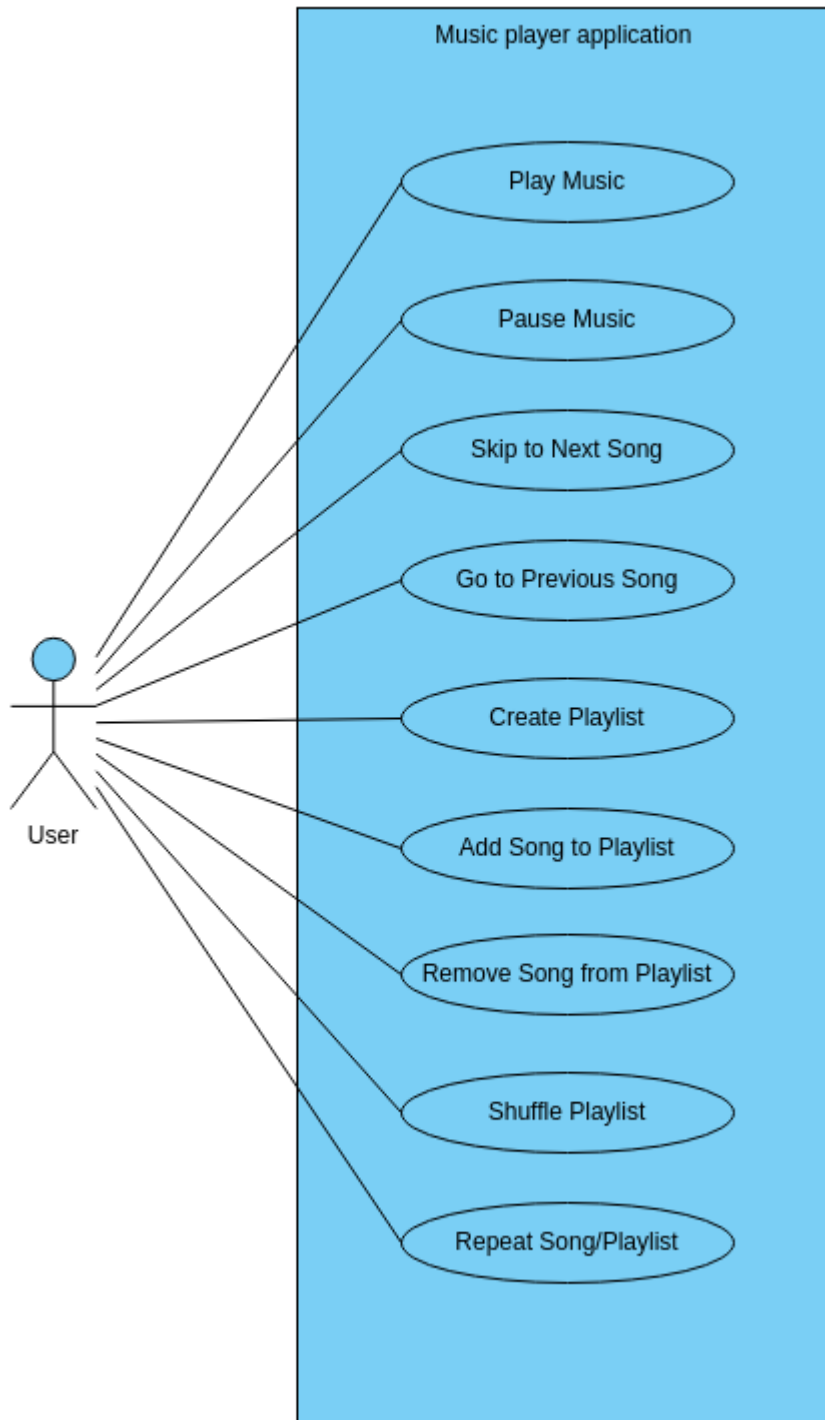 Music player application
Play Music
Pause Music
Skip to Next Song
Go to Previous Song
Create Playlist
User
Add Song to Playlist
Remove Song from Playlist
Shuffle Playlist
Repeat Song/Playlist